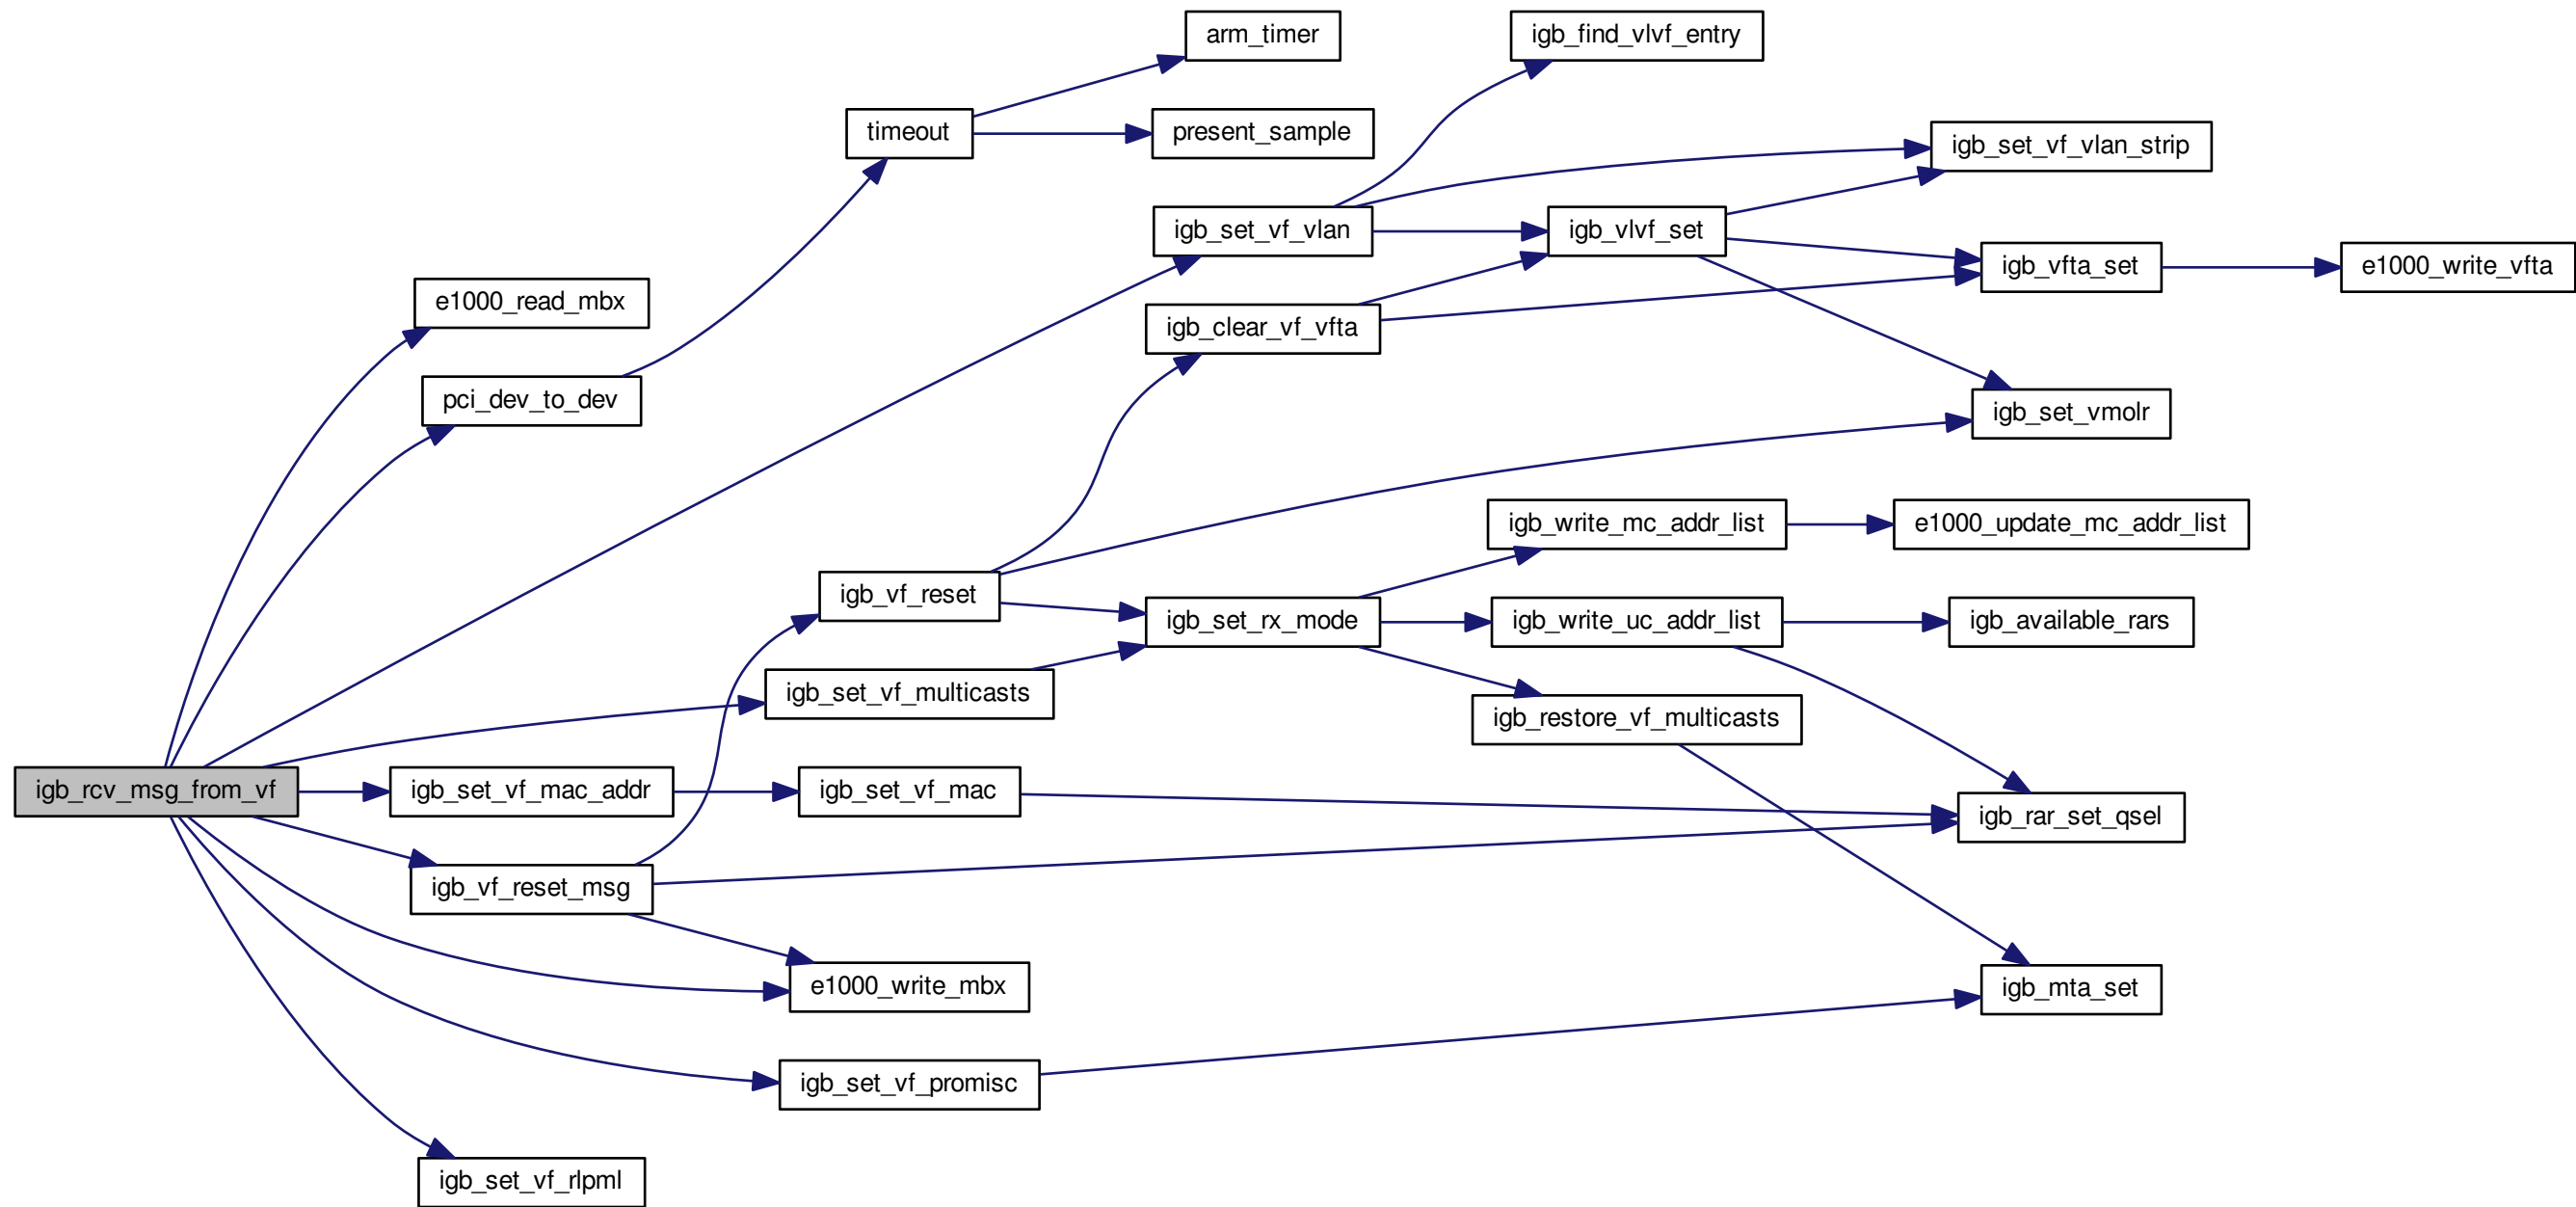 arm_timer
igb_find_vlvf_entry
timeout
present_sample
igb_set_vf_vlan_strip
igb_set_vf_vlan
igb_vlvf_set
igb_vfta_set
e1000_write_vfta
e1000_read_mbx
igb_clear_vf_vfta
pci_dev_to_dev
igb_set_vmolr
igb_write_mc_addr_list
e1000_update_mc_addr_list
igb_vf_reset
igb_set_rx_mode
igb_write_uc_addr_list
igb_available_rars
igb_set_vf_multicasts
igb_restore_vf_multicasts
igb_rcv_msg_from_vf
igb_set_vf_mac_addr
igb_set_vf_mac
igb_rar_set_qsel
igb_vf_reset_msg
e1000_write_mbx
igb_mta_set
igb_set_vf_promisc
igb_set_vf_rlpml